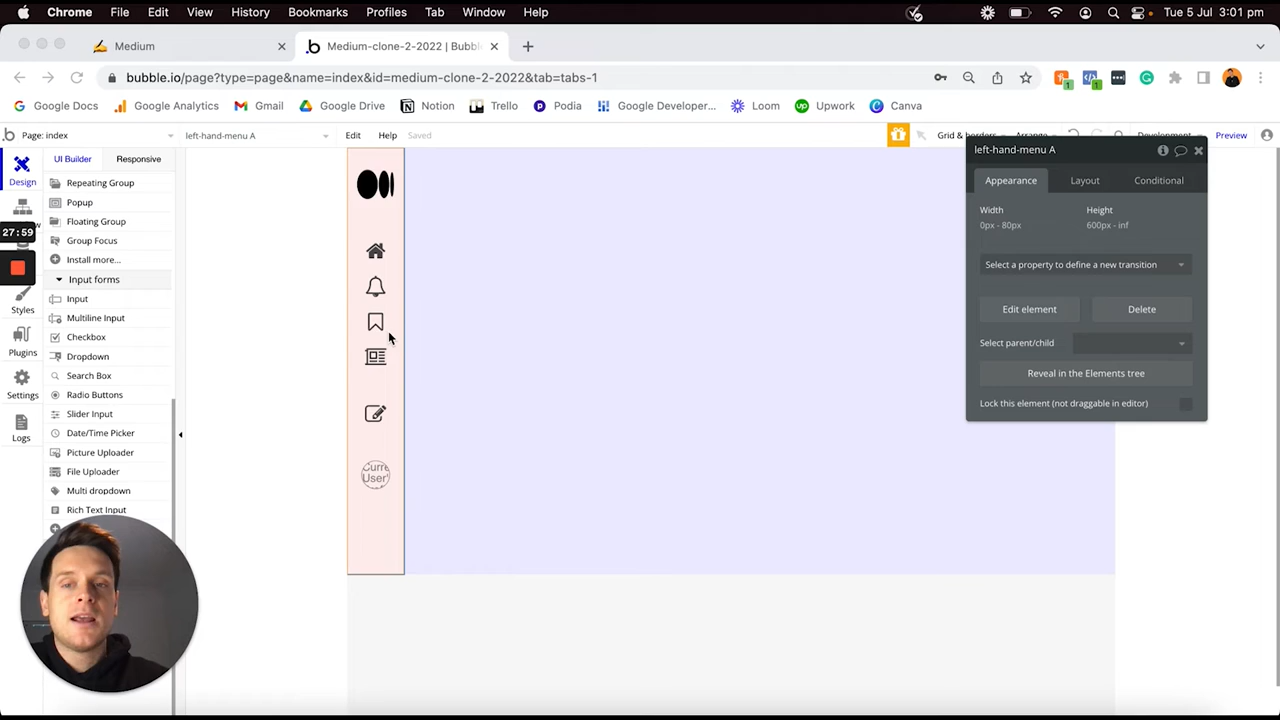 Chrome File Edit View History Bookmarks Profiles Tab Window Help Tue 5 Jul 3:01 pm
Medium
Medium-clone-2-2022 | Bubbl
bubble.io/page?type=page&name=index&id=medium-clone-2-2022&tab=tabs-1
1
1
Google Docs Google Analytics Gmail Google Drive Notion Trello Podia Google Developer... Loom Upwork Canva
Page: index
left-hand-menu A
Edit Help Saved
Grid & borders
Arrange
Development
Preview
UI Builder Responsive
Design
Repeating Group
Popup
Floating Group
Group Focus
Install more...
Input forms
Input
Multiline Input
Checkbox
Dropdown
Search Box
Radio Buttons
Slider Input
Date/Time Picker
Picture Uploader
File Uploader
Multi dropdown
Rich Text Input
27:59
Styles
Plugins
Settings
Logs
Curre
User'
left-hand-menu A
Appearance Layout Conditional
Width Height
0px - 80px 600px - inf
Select a property to define a new transition
Edit element Delete
Select parent/child
Reveal in the Elements tree
Lock this element (not draggable in editor)